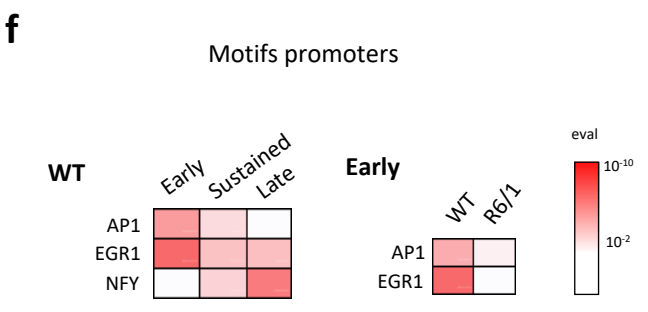 f
Motifs promoters
WT
Early
Sustained
Late
AP1
EGR1
NFY
Early
WT
R6/1
AP1
EGR1
eval
10-10
10-2